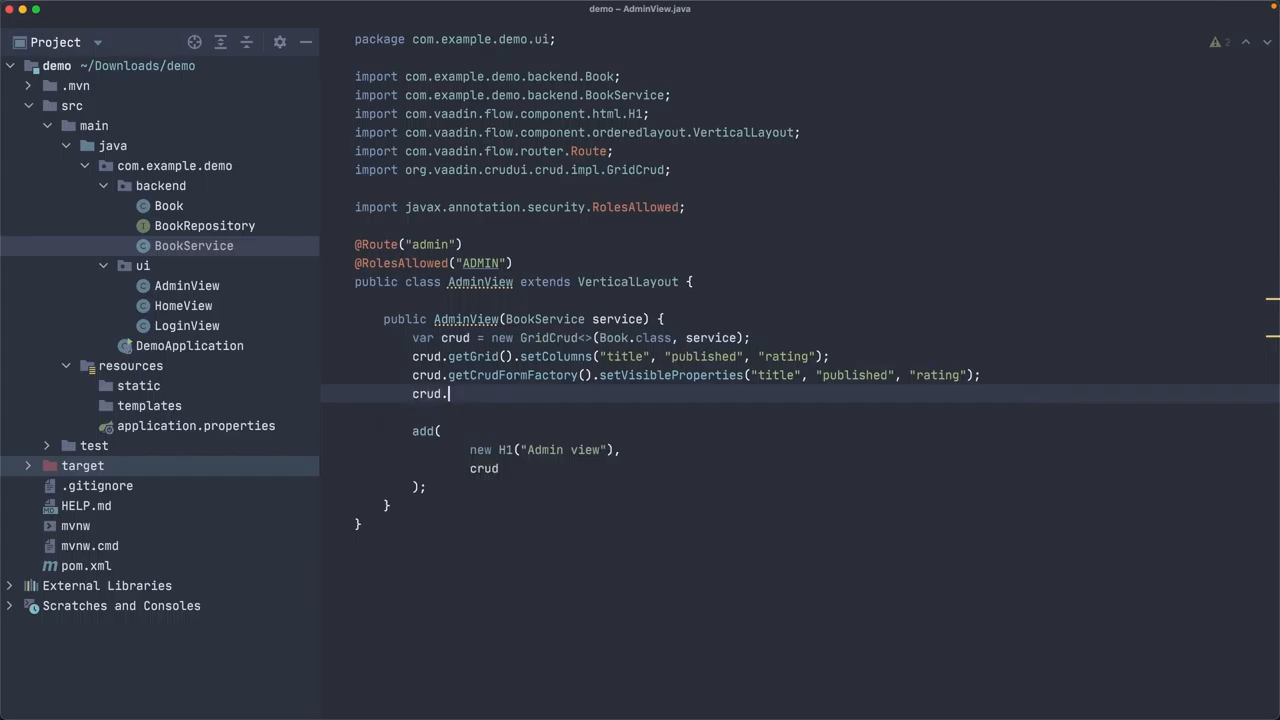 demo – AdminView.java
Project
demo ~/Downloads/demo
.mvn
src
main
java
com.example.demo
backend
Book
BookRepository
BookService
ui
AdminView
HomeView
LoginView
DemoApplication
resources
static
templates
application.properties
test
target
.gitignore
HELP.md
mvnw
mvnw.cmd
pom.xml
External Libraries
Scratches and Consoles
package com.example.demo.ui;
import com.example.demo.backend.Book;
import com.example.demo.backend.BookService;
import com.vaadin.flow.component.html.H1;
import com.vaadin.flow.component.orderedlayout.VerticalLayout;
import com.vaadin.flow.router.Route;
import org.vaadin.crudui.crud.impl.GridCrud;
import javax.annotation.security.RolesAllowed;
@Route("admin")
@RolesAllowed("ADMIN")
public class AdminView extends VerticalLayout {
public AdminView(BookService service) {
var crud = new GridCrud<>(Book.class, service);
crud.getGrid().setColumns("title", "published", "rating");
crud.getCrudFormFactory().setVisibleProperties("title", "published", "rating");
crud.
add(
new H1("Admin view"),
crud
);
}
}
2